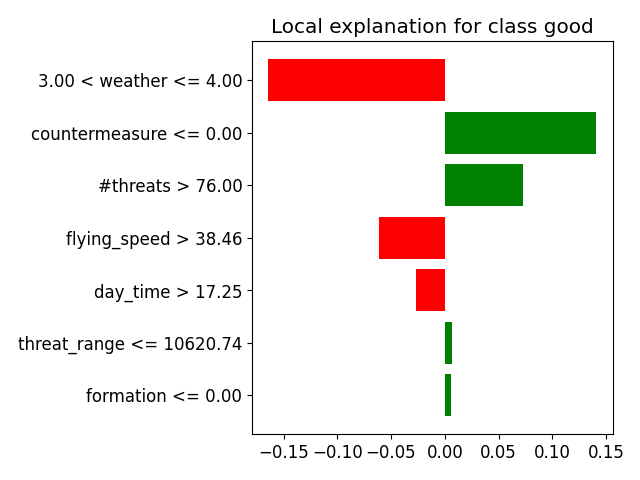 Local explanation for class good
3.00 < weather <= 4.00
countermeasure <= 0.00
#threats > 76.00
flying_speed > 38.46
day_time > 17.25
threat_range <= 10620.74
formation <= 0.00
−0.15 −0.10 −0.05 0.00 0.05 0.10 0.15